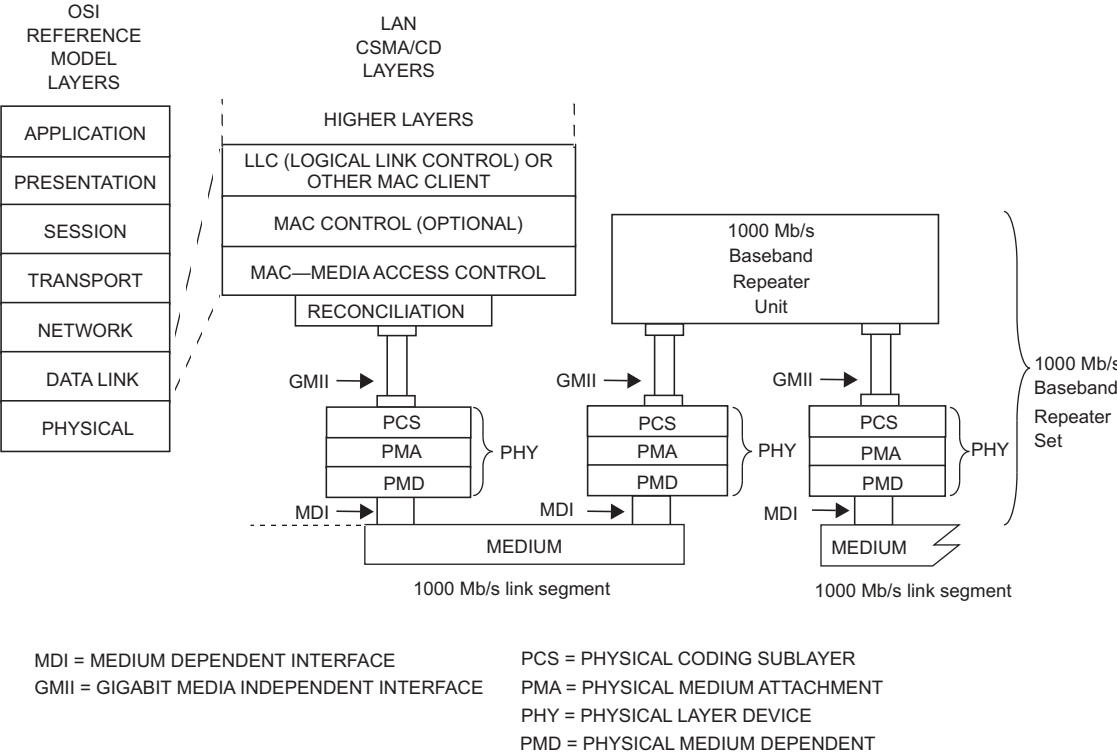 OSI
REFERENCE
MODEL
LAYERS
LAN
CSMA/CD
LAYERS
APPLICATION
PRESENTATION
SESSION
TRANSPORT
NETWORK
DATA LINK
PHYSICAL
HIGHER LAYERS
LLC (LOGICAL LINK CONTROL) OR
OTHER MAC CLIENT
MAC CONTROL (OPTIONAL)
MAC—MEDIA ACCESS CONTROL
RECONCILIATION
1000 Mb/s
Baseband
Repeater
Unit
GMII
GMII
GMII
1000 Mb/s
Baseband
Repeater
Set
PCS
PMA
PMD
PHY
PCS
PMA
PMD
PHY
PCS
PMA
PMD
PHY
MDI
MDI
MDI
MEDIUM
MEDIUM
1000 Mb/s link segment
1000 Mb/s link segment
MDI = MEDIUM DEPENDENT INTERFACE
GMII = GIGABIT MEDIA INDEPENDENT INTERFACE
PCS = PHYSICAL CODING SUBLAYER
PMA = PHYSICAL MEDIUM ATTACHMENT
PHY = PHYSICAL LAYER DEVICE
PMD = PHYSICAL MEDIUM DEPENDENT